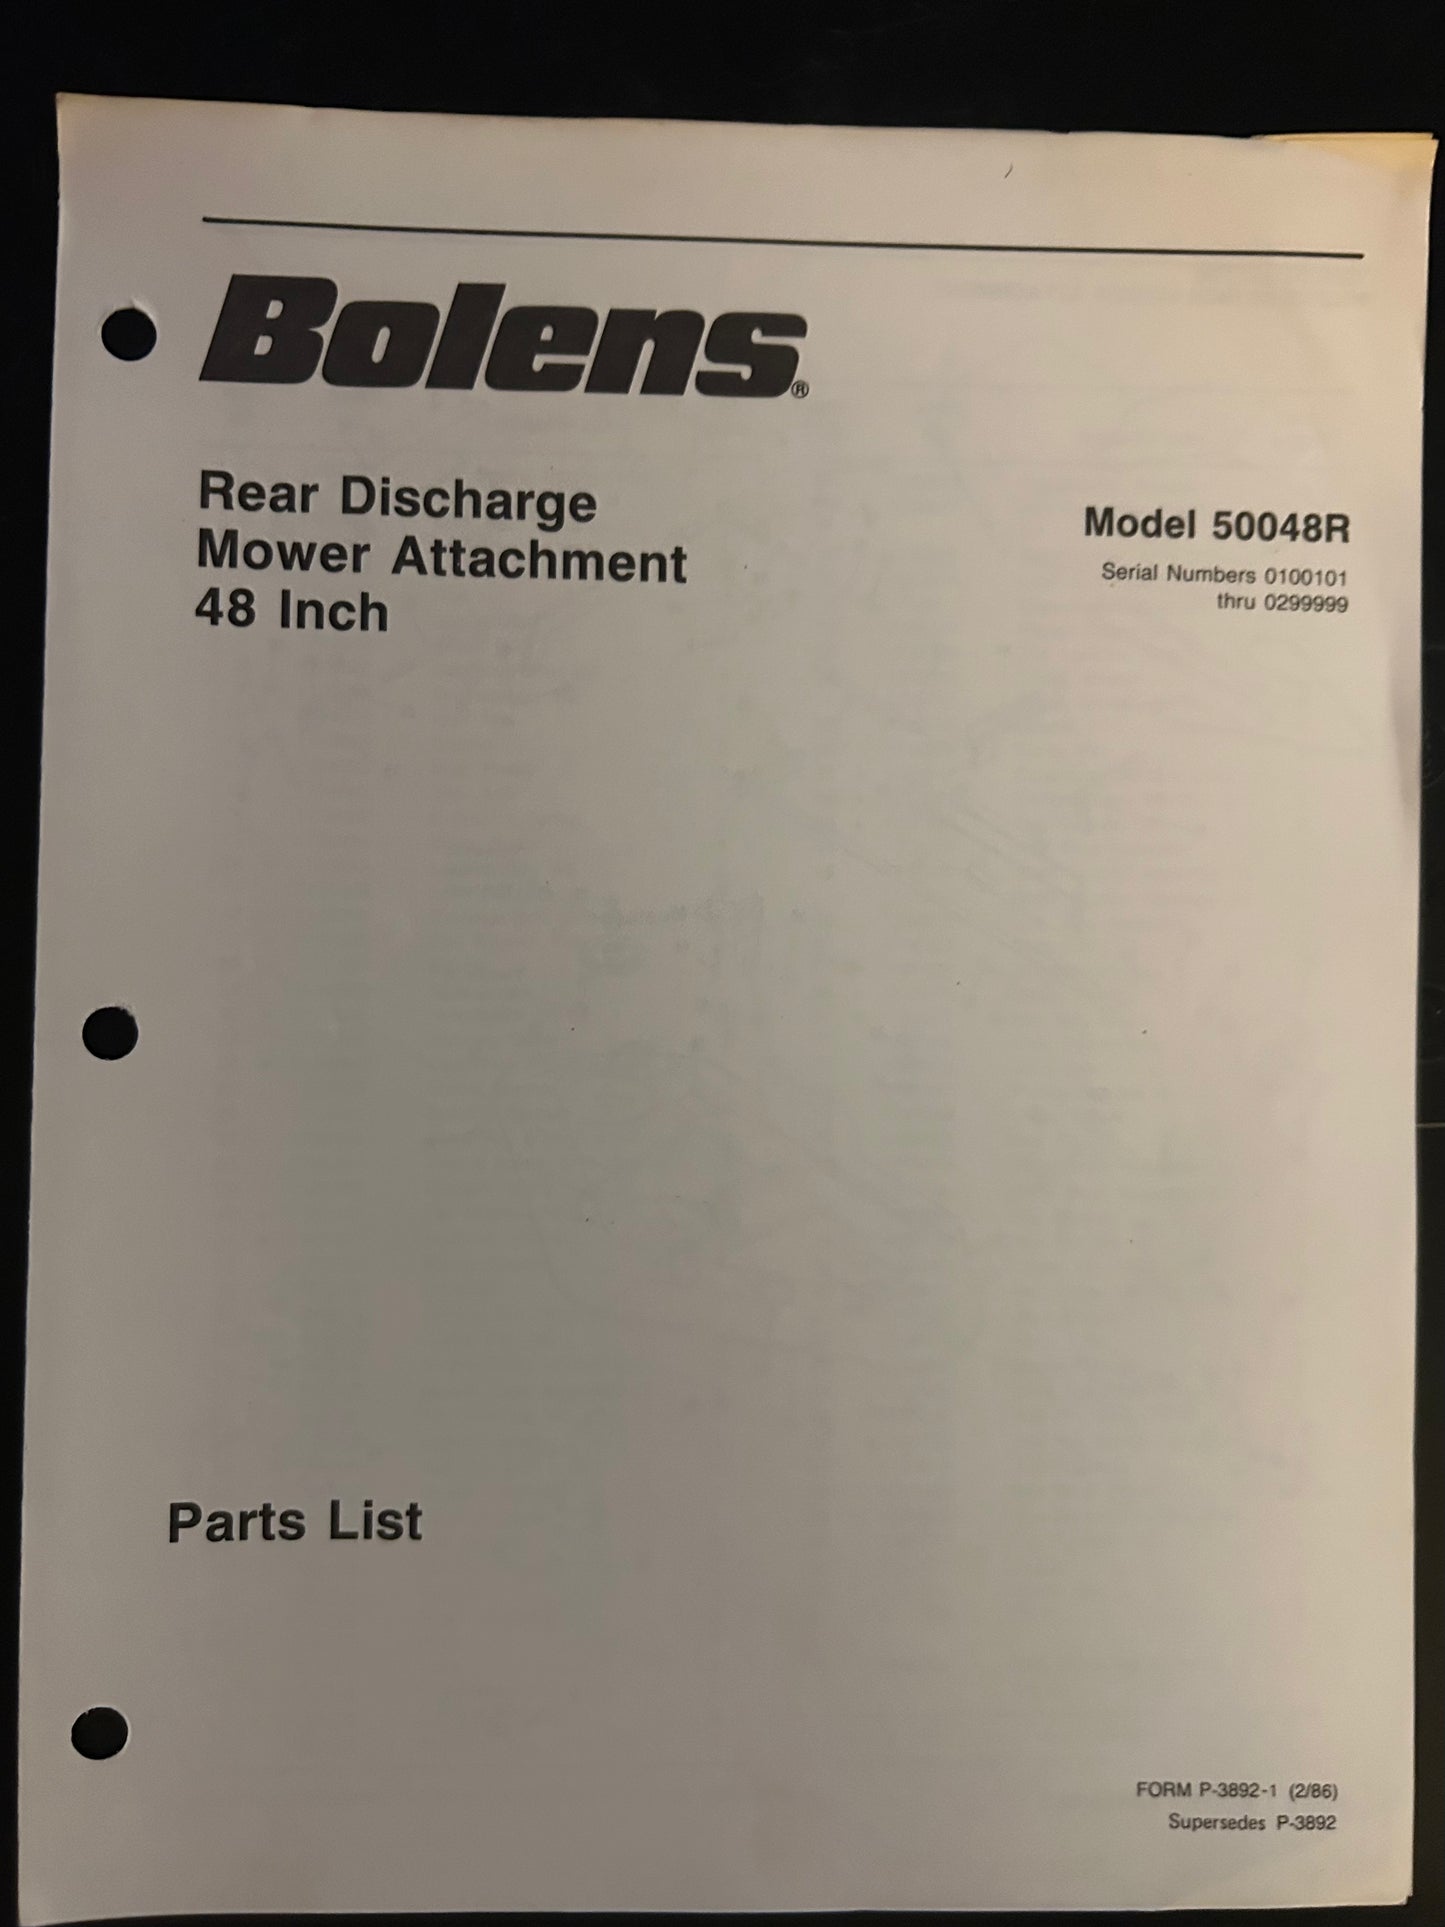 Bolens®
Rear Discharge
Mower Attachment
48 Inch
Model 50048R
Serial Numbers 0100101
thru 0299999
Parts List
FORM P-3892-1 (2/86)
Supersedes P-3892